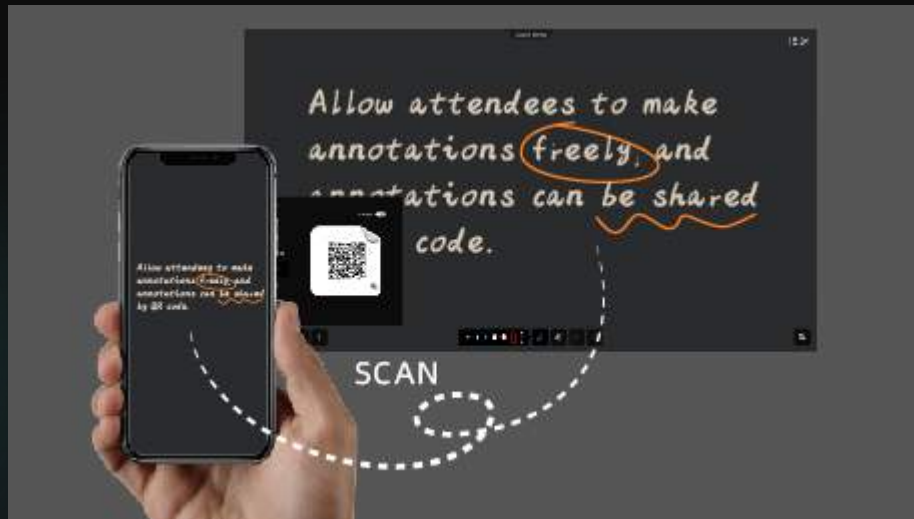 Allow attendees to make
annotations freely, and
annotations can be shared
code.
Allow attendees to make
annotations freely, and
annotations can be shared
by QR code.
SCAN